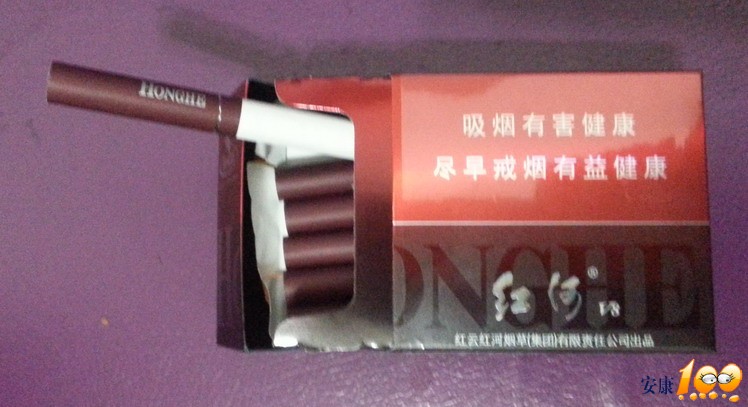 HONGHE
吸烟有害健康
尽早戒烟有益健康
HONGHE
红河® V8
红云红河烟草(集团)有限责任公司出品
安康100